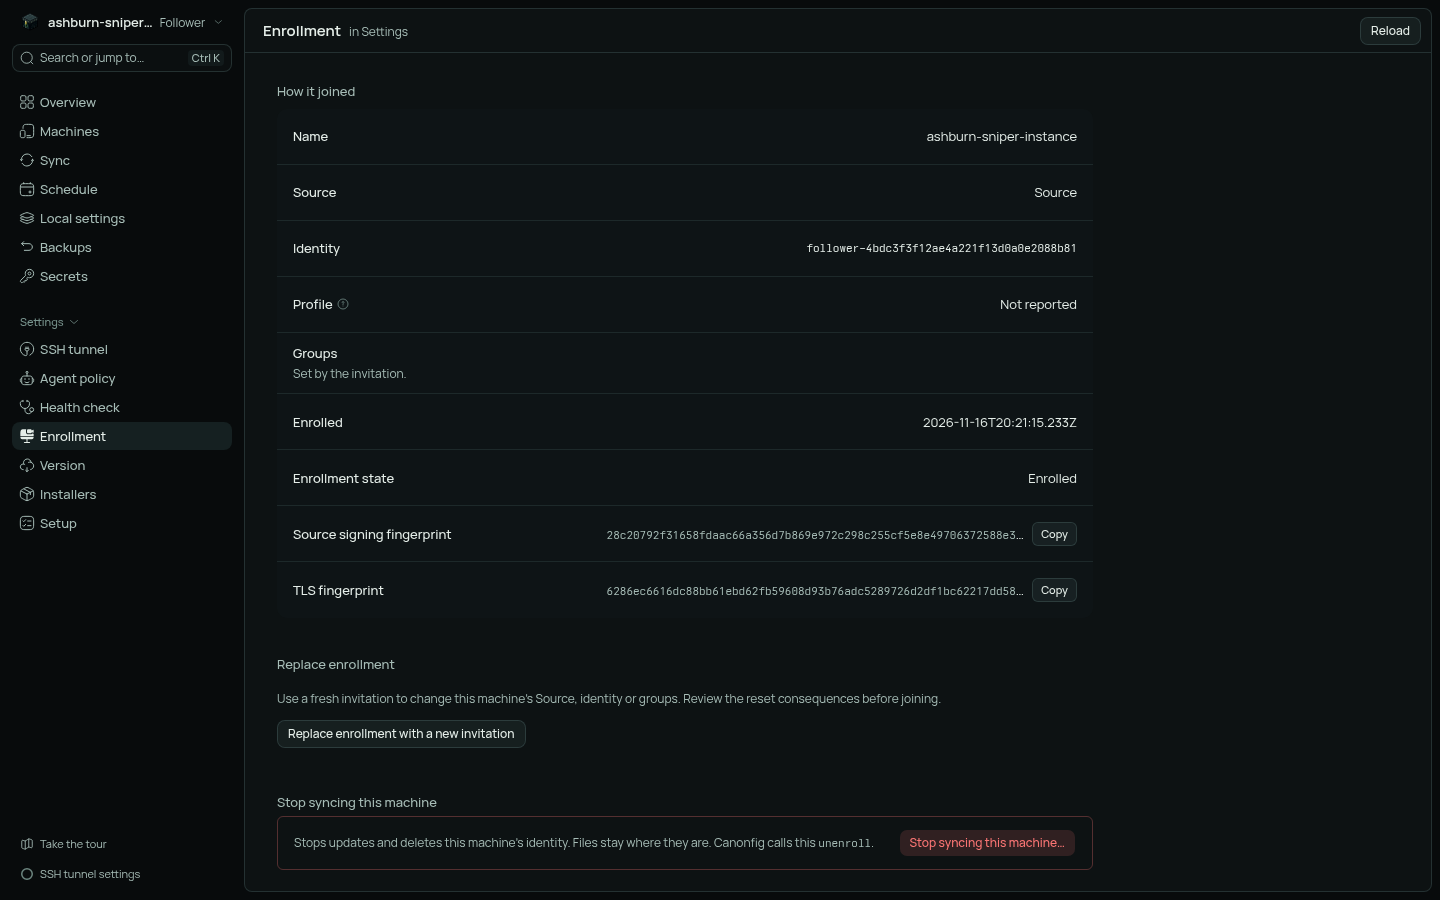 ashburn-sniper... Follower
Search or jump to... Ctrl K
Overview
Machines
Sync
Schedule
Local settings
Backups
Secrets
Settings
SSH tunnel
Agent policy
Health check
Enrollment
Version
Installers
Setup
Take the tour
SSH tunnel settings
Enrollment in Settings
Reload
How it joined
Name ashburn-sniper-instance
Source Source
Identity follower-4bdc3f3f12ae4a221f13d0a0e2088b81
Profile Not reported
Groups
Set by the invitation.
Enrolled 2026-11-16T20:21:15.233Z
Enrollment state Enrolled
Source signing fingerprint 28c20792f31658fdaac66a356d7b869e972c298c255cf5e8e49706372588e3... Copy
TLS fingerprint 6286ec6616dc88bb61ebd62fb59608d93b76adc5289726d2df1bc62217dd58... Copy
Replace enrollment
Use a fresh invitation to change this machine's Source, identity or groups. Review the reset consequences before joining.
Replace enrollment with a new invitation
Stop syncing this machine
Stops updates and deletes this machine's identity. Files stay where they are. Canonfig calls this unenroll. Stop syncing this machine...